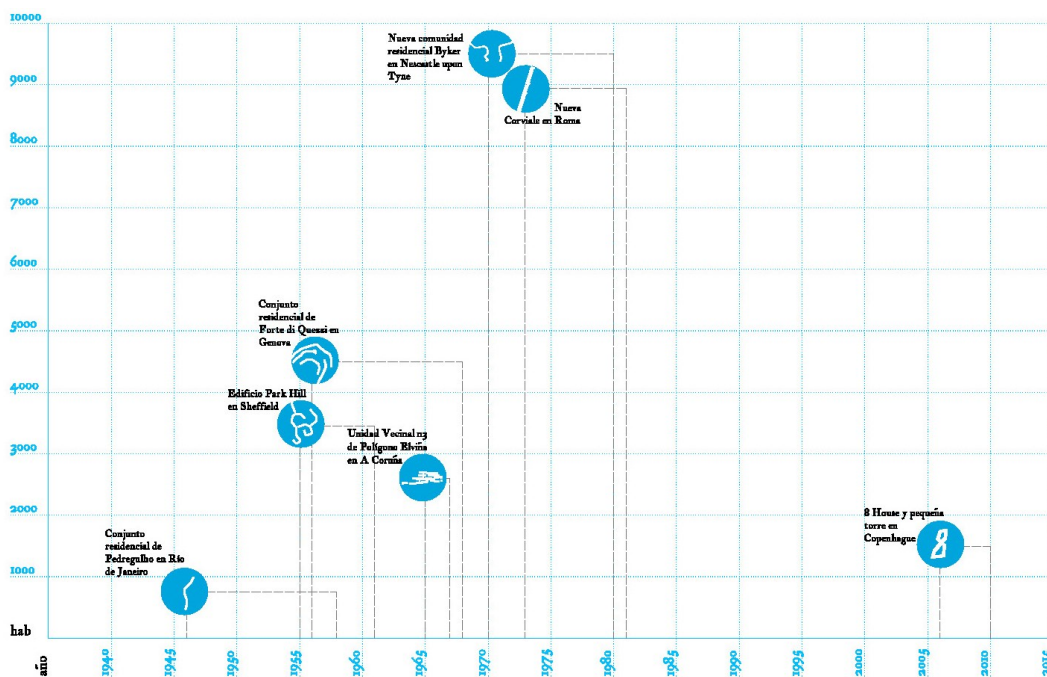 10000
Nueva comunidad
residencial Byker
en Newcastle upon
Tyne
9000
Nueva
Corviale en Roma
8000
7000
6000
Conjunto
residencial de
Forte di Quezzi en
Genova
5000
4000
Edificio Park Hill
en Sheffield
Unidad Vecinal n3
de Polígono Elviña
en A Coruña
3000
2000
8 House y pequeña
torre en
Copenhague
Conjunto
residencial de
Pedregulho en Río
de Janeiro
1000
hab
año
1940
1945
1950
1955
1960
1965
1970
1975
1980
1985
1990
1995
2000
2005
2010
2015